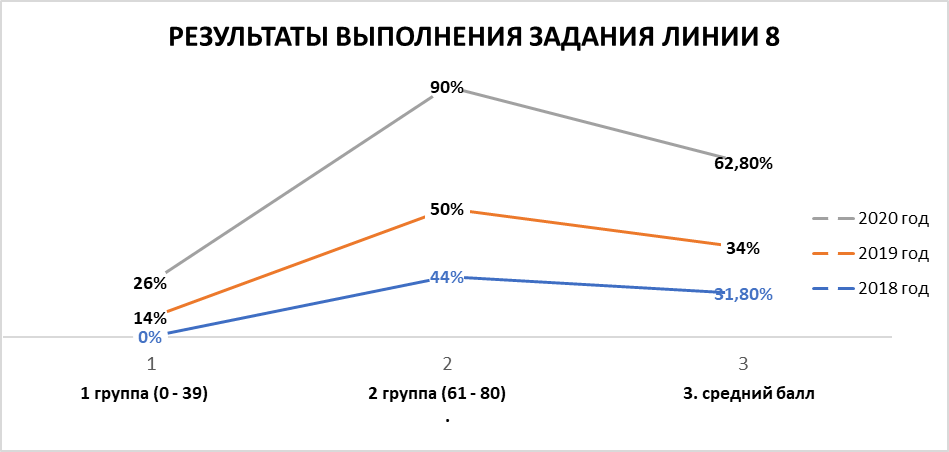 РЕЗУЛЬТАТЫ ВЫПОЛНЕНИЯ ЗАДАНИЯ ЛИНИИ 8
90%
62,80%
50%
34%
26%
14%
0%
44%
31,80%
2020 год
2019 год
2018 год
1
2
3
1 группа (0 - 39)
2 группа (61 - 80)
3. средний балл
.